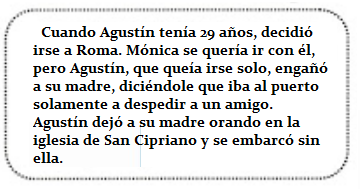 Cuando Agustín tenía 29 años, decidió
irse a Roma. Mónica se quería ir con él,
pero Agustín, que queía irse solo, engañó
a su madre, diciéndole que iba al puerto
solamente a despedir a un amigo.
Agustín dejó a su madre orando en la
iglesia de San Cipriano y se embarcó sin
ella.